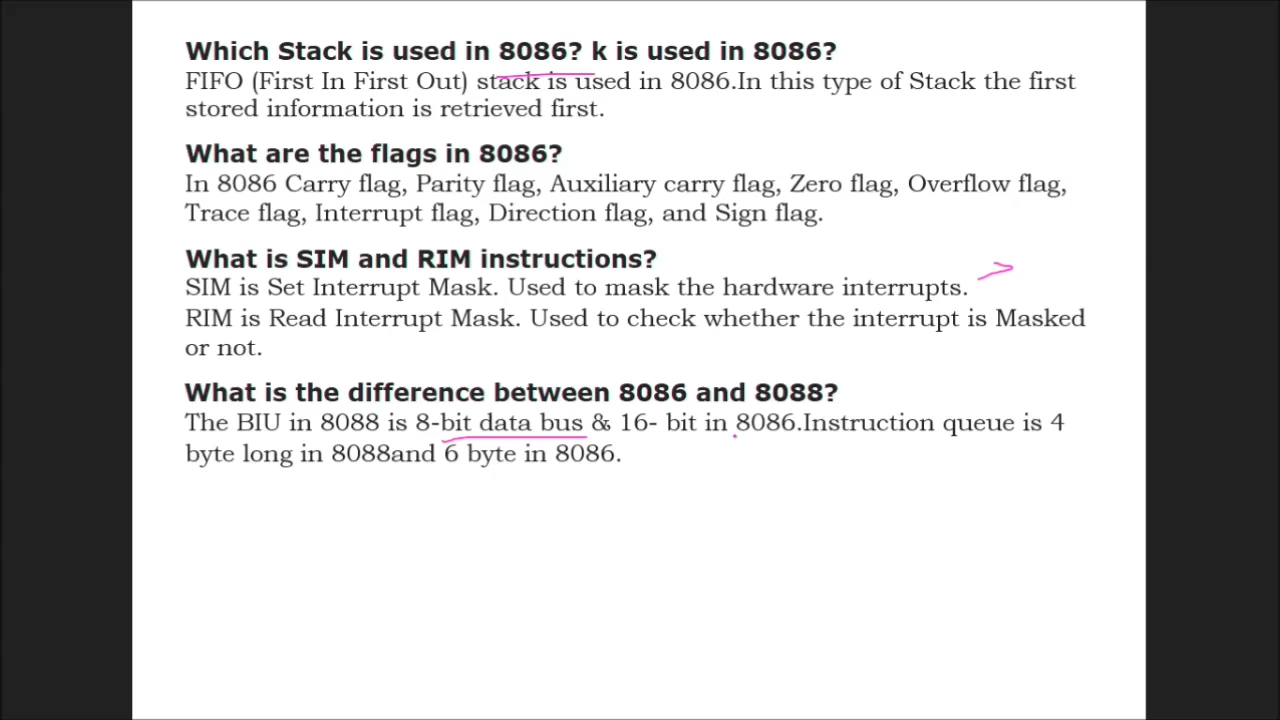 Which Stack is used in 8086? k is used in 8086?
FIFO (First In First Out) stack is used in 8086.In this type of Stack the first
stored information is retrieved first.
What are the flags in 8086?
In 8086 Carry flag, Parity flag, Auxiliary carry flag, Zero flag, Overflow flag,
Trace flag, Interrupt flag, Direction flag, and Sign flag.
What is SIM and RIM instructions?
SIM is Set Interrupt Mask. Used to mask the hardware interrupts.
RIM is Read Interrupt Mask. Used to check whether the interrupt is Masked
or not.
What is the difference between 8086 and 8088?
The BIU in 8088 is 8-bit data bus & 16- bit in 8086.Instruction queue is 4
byte long in 8088and 6 byte in 8086.